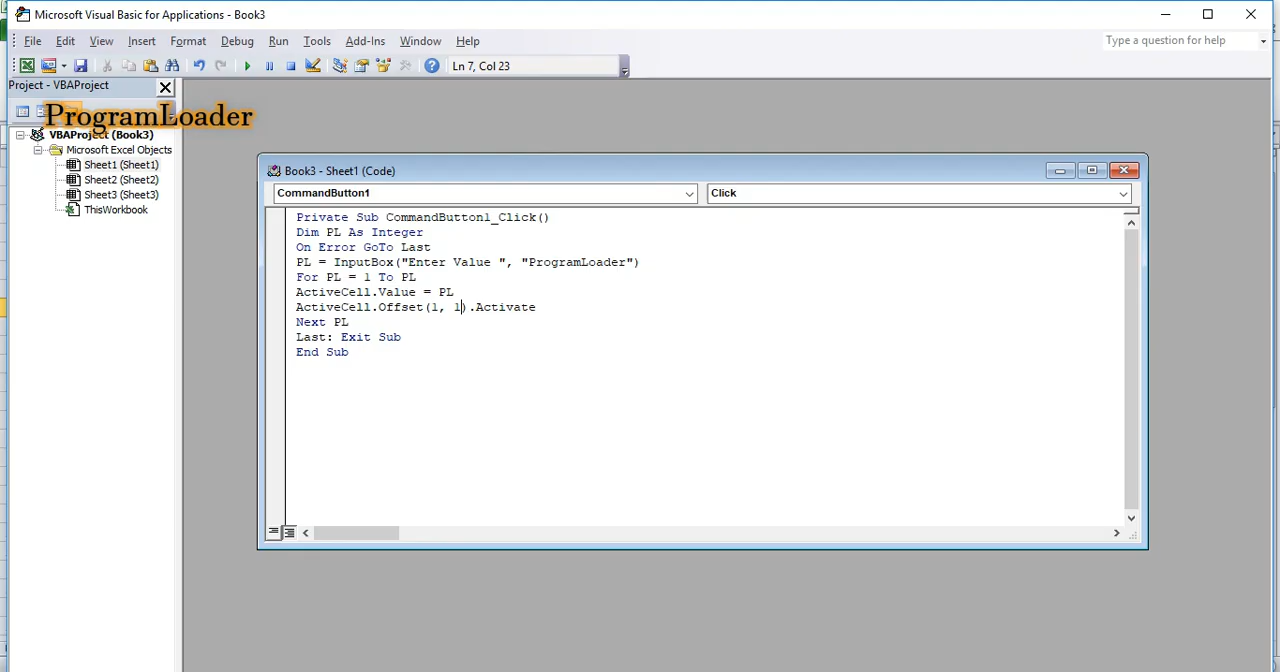 Microsoft Visual Basic for Applications - Book3
File Edit View Insert Format Debug Run Tools Add-Ins Window Help
Type a question for help
Ln 7, Col 23
Project - VBAProject
ProgramLoader
VBAProject (Book3)
Microsoft Excel Objects
Sheet1 (Sheet1)
Sheet2 (Sheet2)
Sheet3 (Sheet3)
ThisWorkbook
Book3 - Sheet1 (Code)
CommandButton1
Click
Private Sub CommandButton1_Click()
Dim PL As Integer
On Error GoTo Last
PL = InputBox("Enter Value ", "ProgramLoader")
For PL = 1 To PL
ActiveCell.Value = PL
ActiveCell.Offset(1, 1).Activate
Next PL
Last: Exit Sub
End Sub